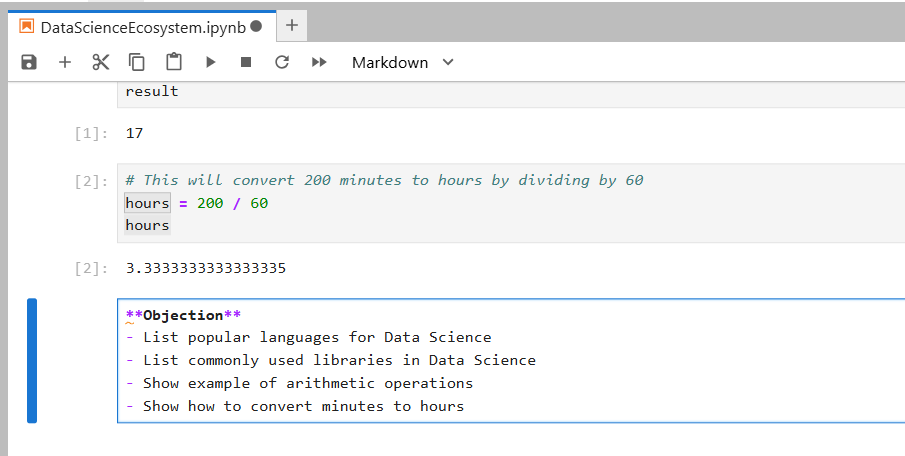 DataScienceEcosystem.ipynb
Markdown
result
[1]: 17
[2]: # This will convert 200 minutes to hours by dividing by 60
hours = 200 / 60
hours
[2]: 3.3333333333333335
**Objection**
- List popular languages for Data Science
- List commonly used libraries in Data Science
- Show example of arithmetic operations
- Show how to convert minutes to hours